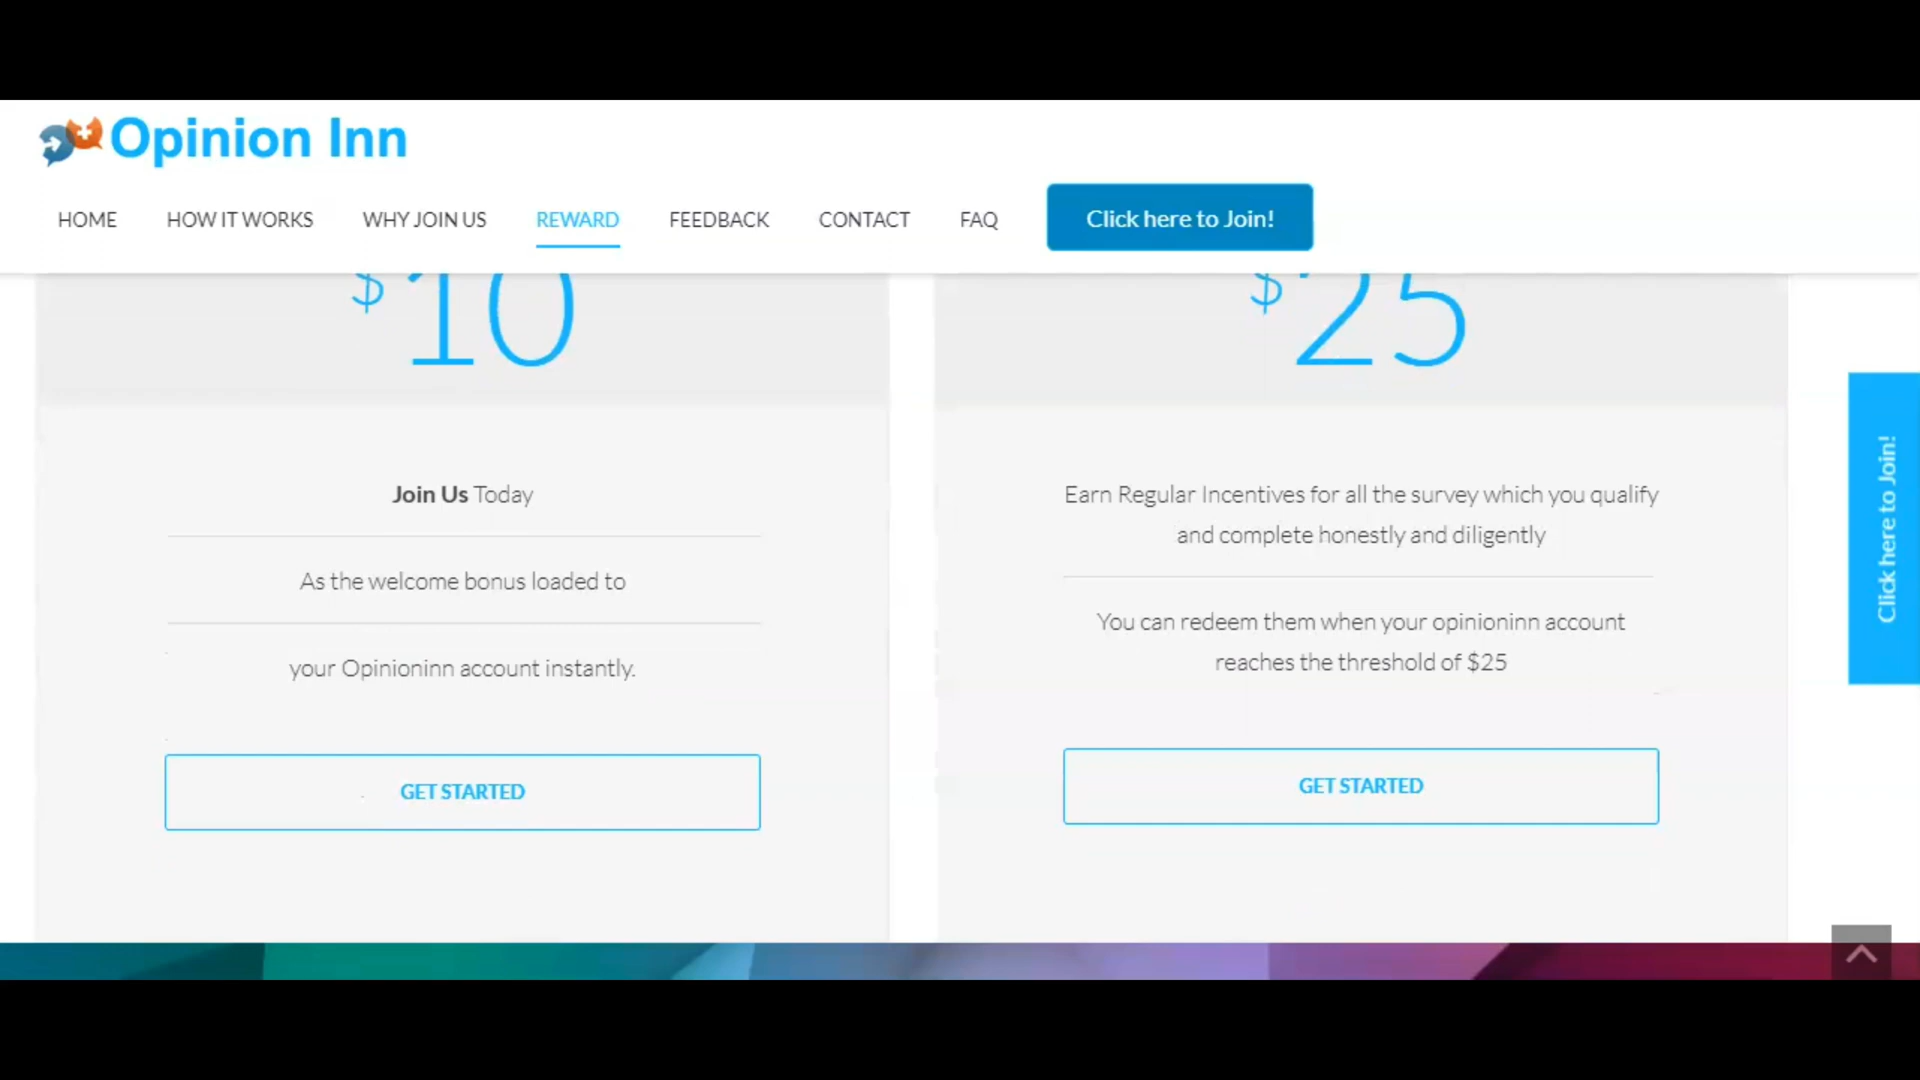 Opinion Inn
HOME HOW IT WORKS WHY JOIN US REWARD FEEDBACK CONTACT FAQ Click here to Join!
$10
Join Us Today
As the welcome bonus loaded to
your Opinioninn account instantly.
GET STARTED
$25
Earn Regular Incentives for all the survey which you qualify
and complete honestly and diligently
You can redeem them when your opinioninn account
reaches the threshold of $25
GET STARTED
Click here to Join!